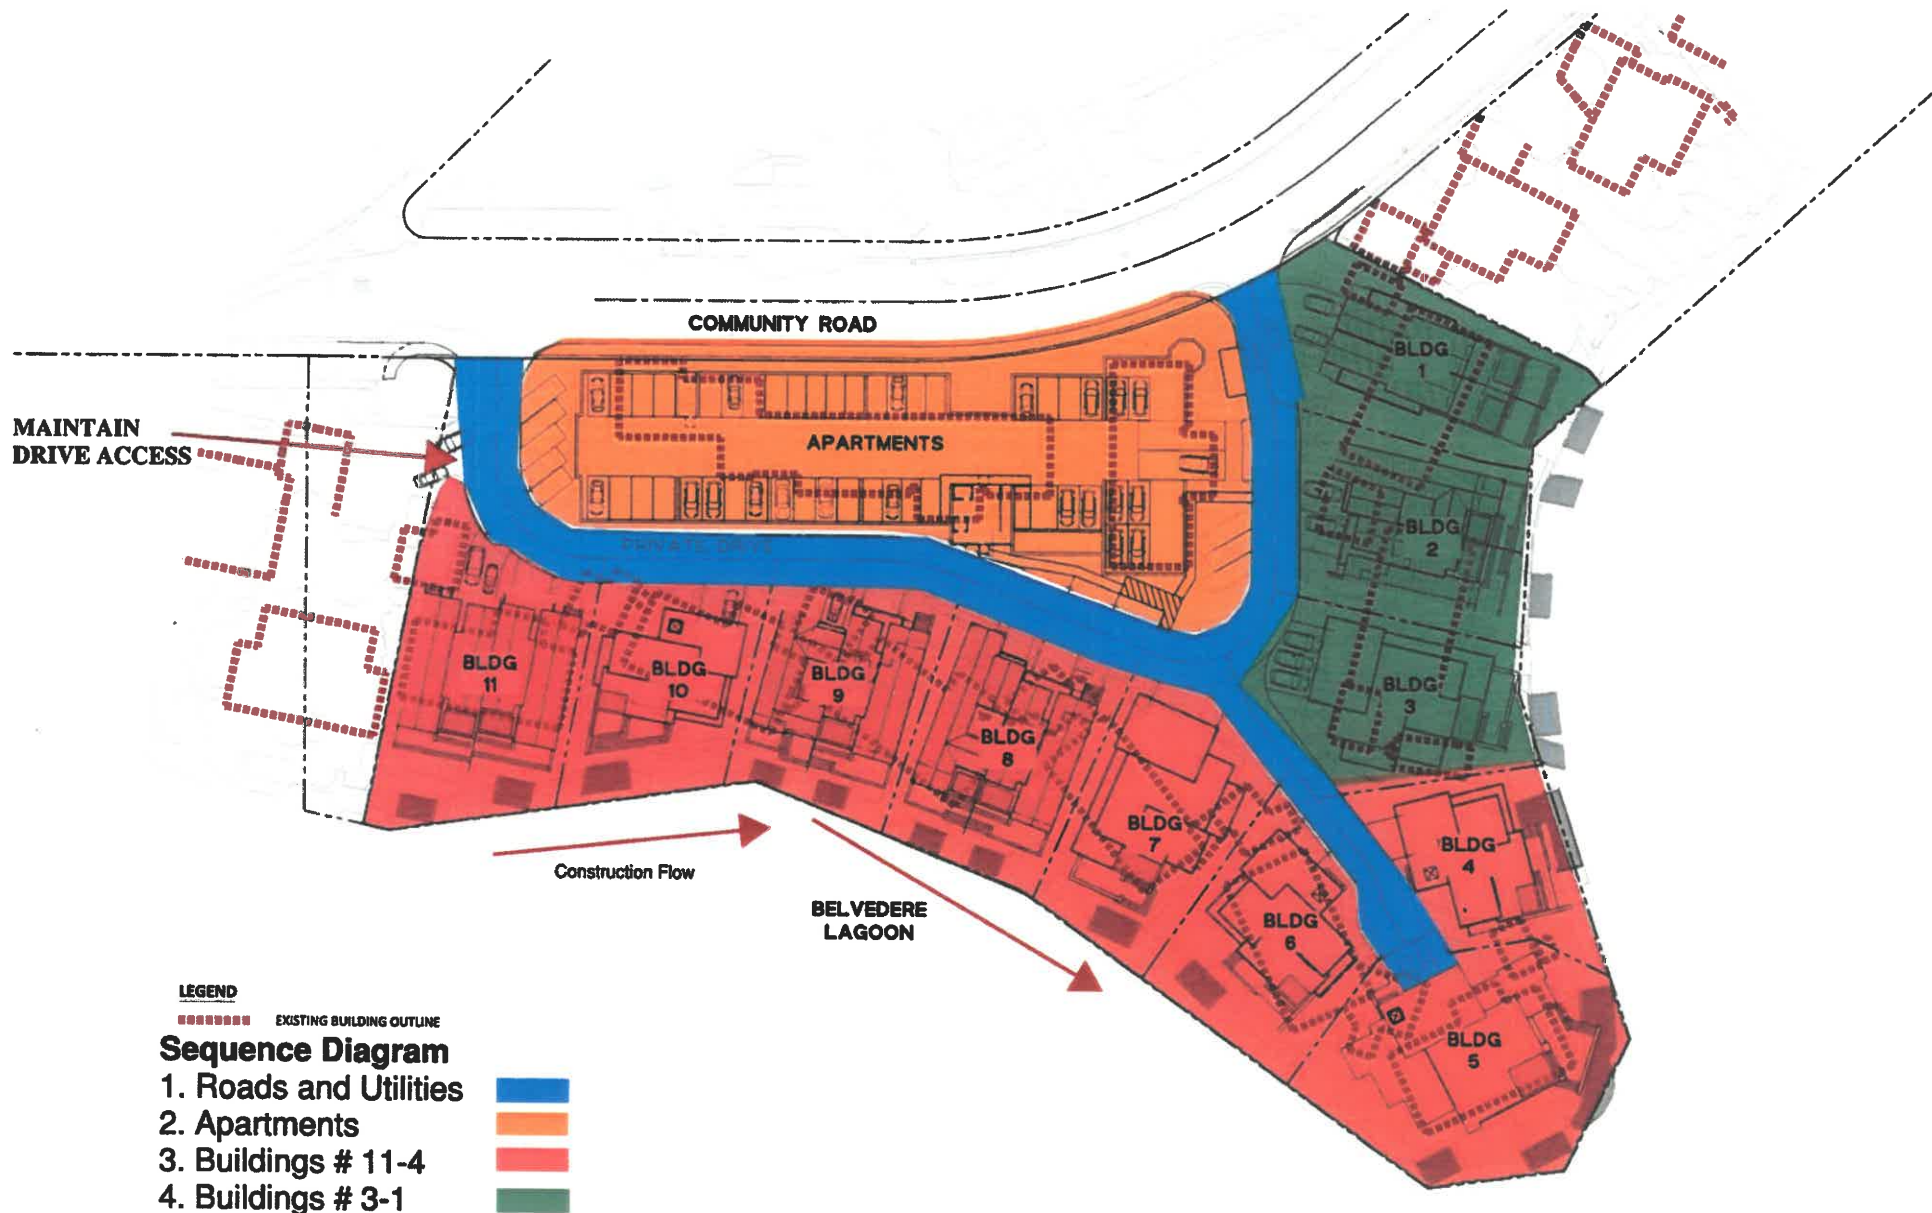 COMMUNITY ROAD
MAINTAIN
DRIVE ACCESS
APARTMENTS
PRIVATE DRIVE
BLDG
1
BLDG
2
BLDG
3
BLDG
4
BLDG
5
BLDG
6
BLDG
7
BLDG
8
BLDG
9
BLDG
10
BLDG
11
Construction Flow
BELVEDERE
LAGOON
LEGEND
EXISTING BUILDING OUTLINE
Sequence Diagram
1. Roads and Utilities
2. Apartments
3. Buildings # 11-4
4. Buildings # 3-1